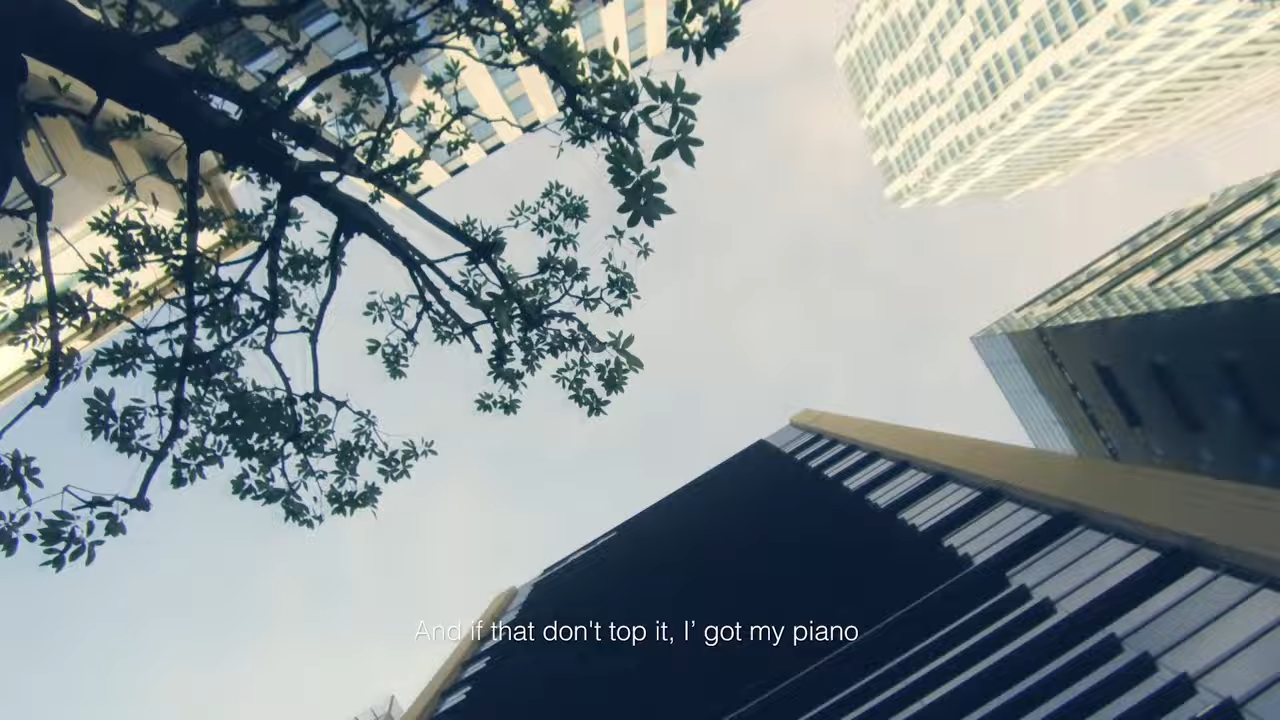 And if that don't top it, I’ got my piano